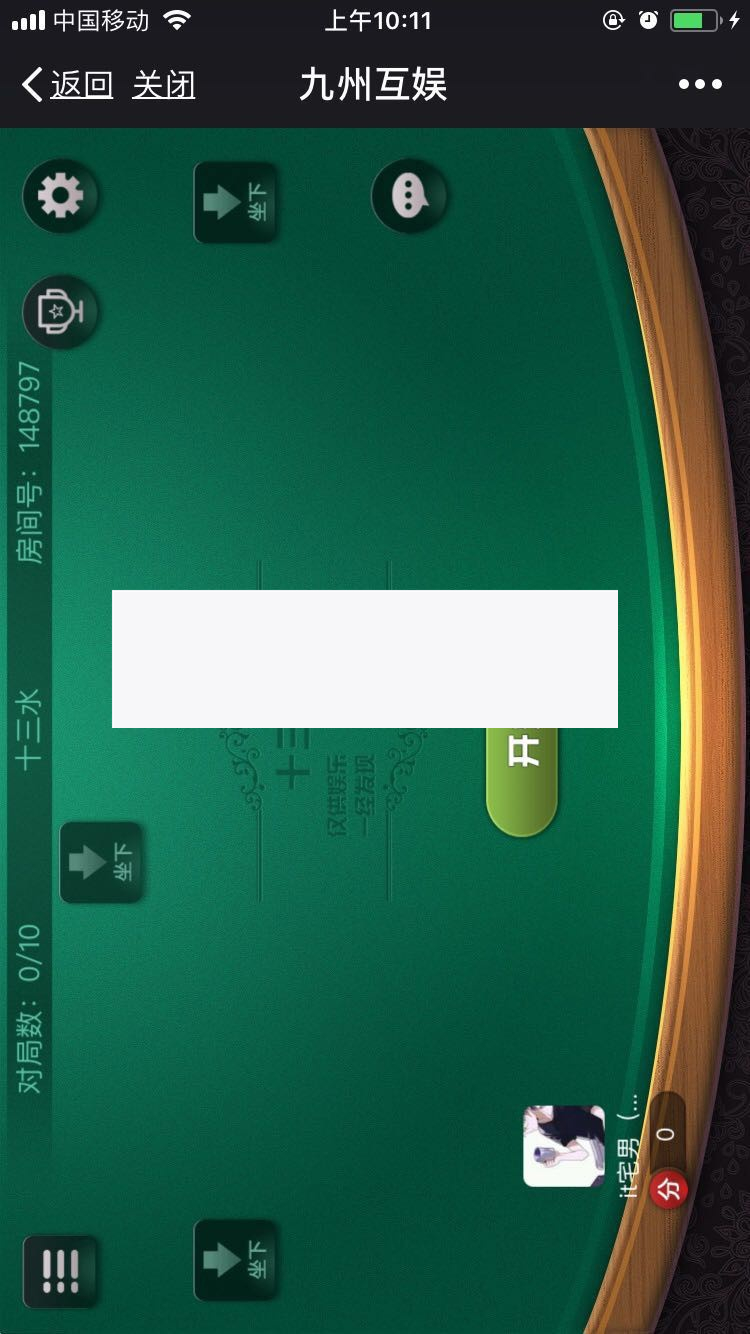 中国移动
上午10:11
返回 关闭
九州互娱
坐下
房间号：148797
十三水
对局数：0/10
坐下
十三
仅供娱乐
一经发现
开
坐下
it宅男（...
0
分